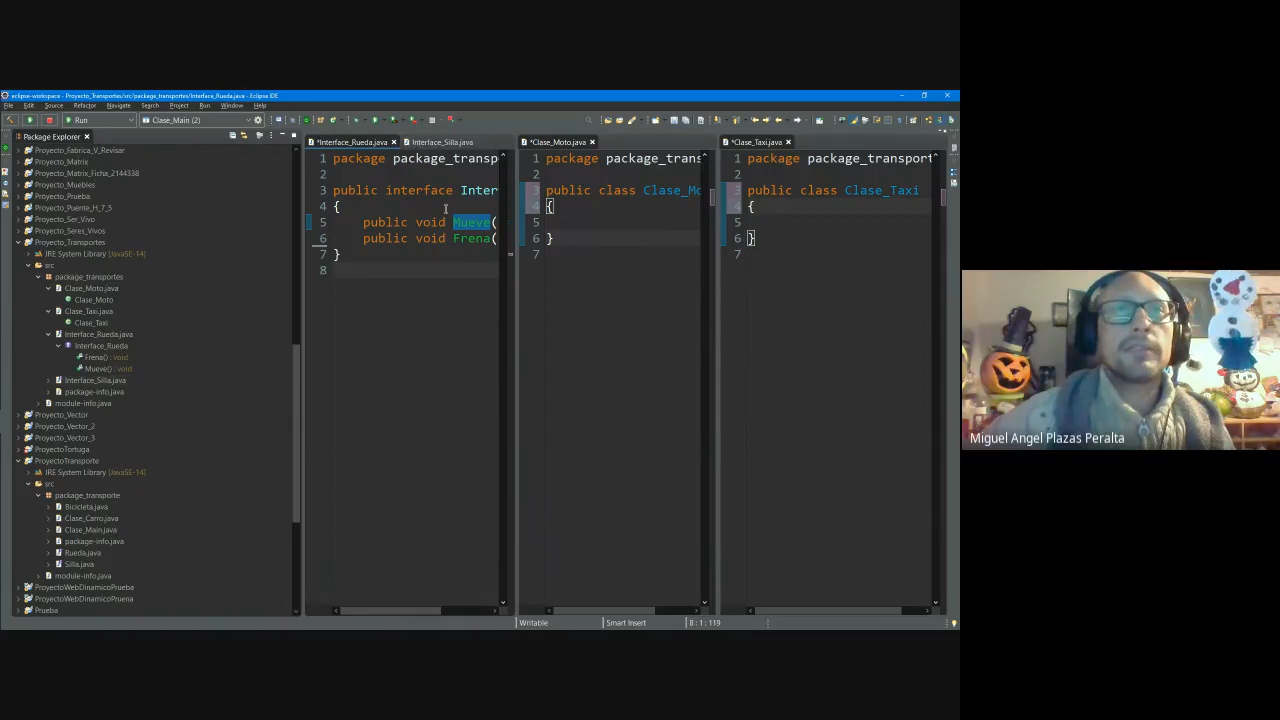 eclipse-workspace - Proyecto_Transportes/src/package_transportes/Interface_Rueda.java - Eclipse IDE
File Edit Source Refactor Navigate Search Project Run Window Help
Run Clase_Main (2)
Package Explorer
Proyecto_Fabrica_V_Revisar
Proyecto_Matrix
Proyecto_Matrix_Ficha_2144338
Proyecto_Muebles
Proyecto_Prueba
Proyecto_Puente_H_7_5
Proyecto_Ser_Vivo
Proyecto_Seres_Vivos
Proyecto_Transportes
JRE System Library [JavaSE-14]
src
package_transportes
Clase_Moto.java
Clase_Moto
Clase_Taxi.java
Clase_Taxi
Interface_Rueda.java
Interface_Rueda
Frena() : void
Mueve() : void
Interface_Silla.java
package-info.java
module-info.java
Proyecto_Vector
Proyecto_Vector_2
Proyecto_Vector_3
ProyectoTortuga
ProyectoTransporte
JRE System Library [JavaSE-14]
src
package_transporte
Bicicleta.java
Clase_Carro.java
Clase_Main.java
package-info.java
Rueda.java
Silla.java
module-info.java
ProyectoWebDinamicoPrueba
ProyectoWebDinamicoPruena
Prueba
*Interface_Rueda.java Interface_Silla.java
1 package package_transp
2
3 public interface Inter
4 {
5 public void Mueve(
6 public void Frena(
7 }
8
*Clase_Moto.java
1 package package_trans
2
3 public class Clase_Mo
4 {
5
6 }
7
*Clase_Taxi.java
1 package package_transport
2
3 public class Clase_Taxi
4 {
5
6 }
7
Writable Smart Insert 8 : 1 : 119
Miguel Angel Plazas Peralta